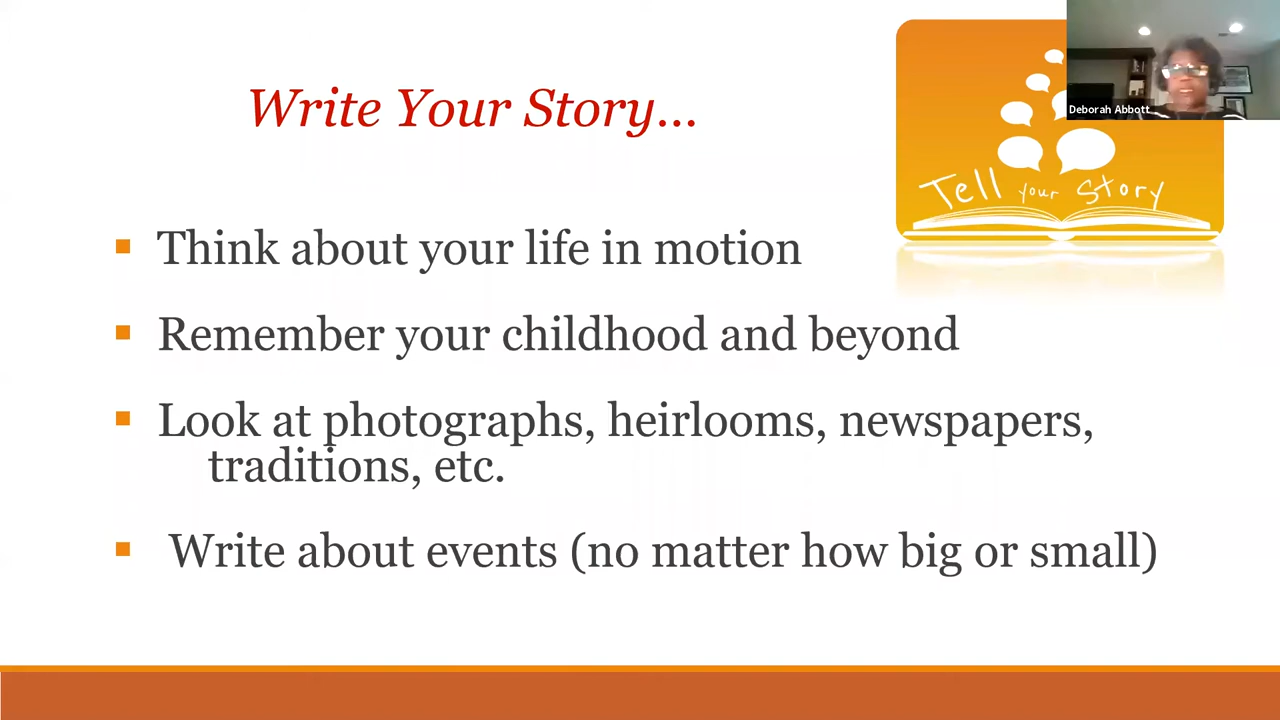 Write Your Story...
Deborah Abbott
Tell your Story
Think about your life in motion
Remember your childhood and beyond
Look at photographs, heirlooms, newspapers,
traditions, etc.
Write about events (no matter how big or small)